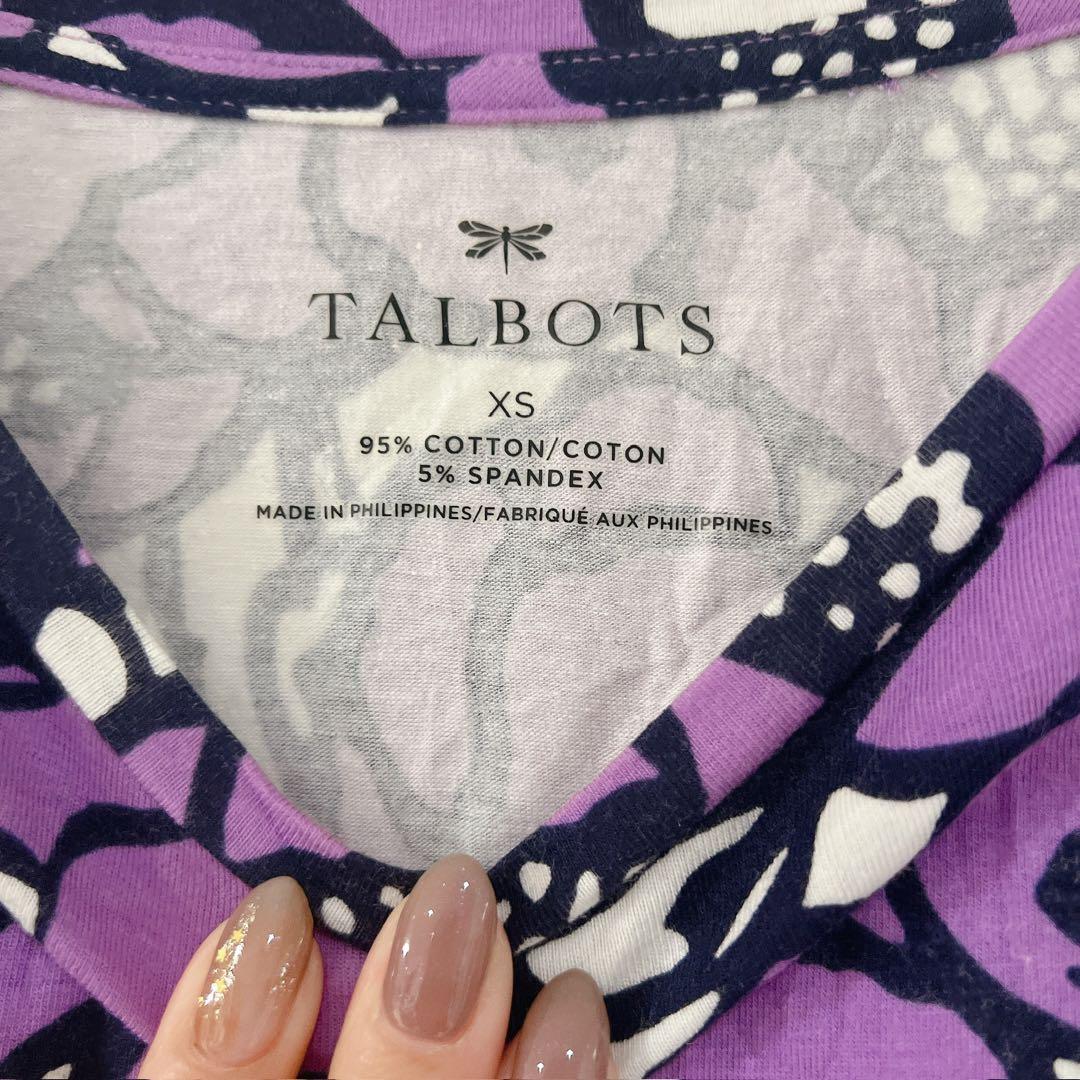 TALBOTS
XS
95% COTTON/COTON
5% SPANDEX
MADE IN PHILIPPINES/FABRIQUÉ AUX PHILIPPINES